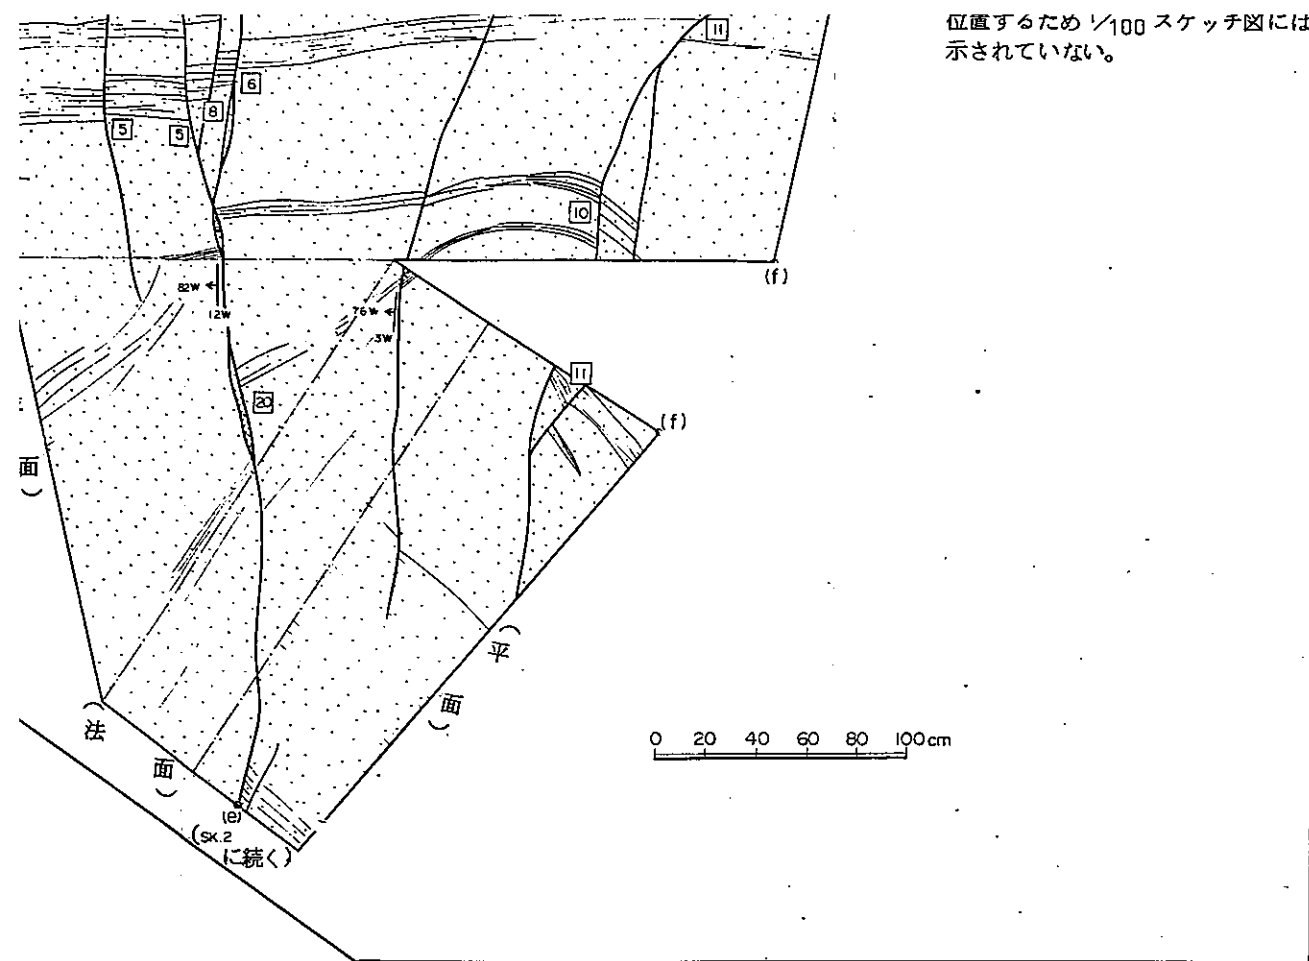 位置するため 1/100 スケッチ図には
示されていない。
11
6
8
5
5
10
(f)
82W
12W
76W
3W
11
20
(f)
面)
(平
面)
(法
面)
0 20 40 60 80 100cm
(e)
(SK.2
に続く)